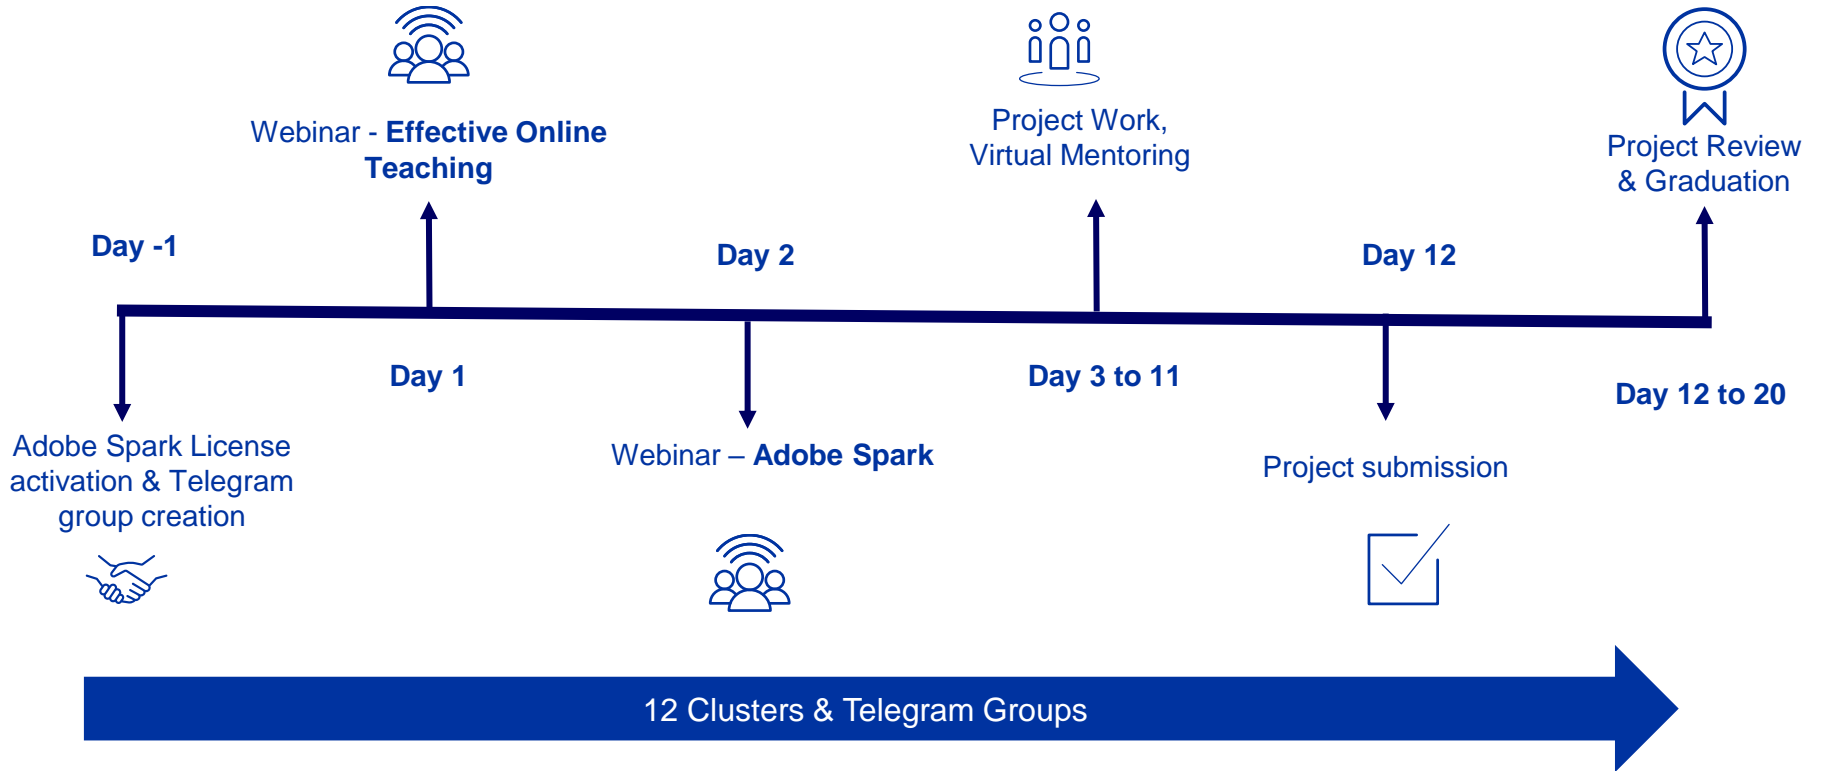 Webinar - Effective Online
Teaching
Project Work,
Virtual Mentoring
Project Review
& Graduation
Day -1
Day 2
Day 12
Day 1
Day 3 to 11
Day 12 to 20
Adobe Spark License
activation & Telegram
group creation
Webinar – Adobe Spark
Project submission
12 Clusters & Telegram Groups